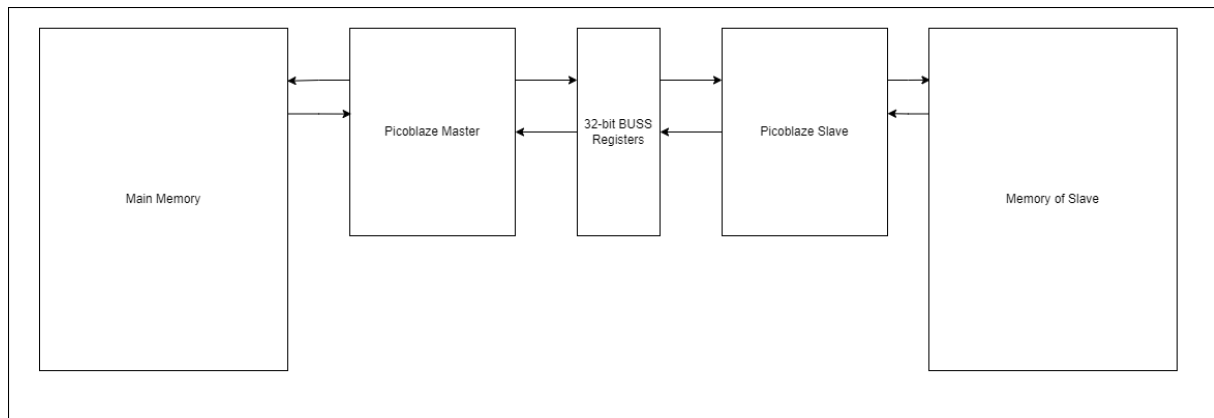 Main Memory
Picoblaze Master
32-bit BUSS
Registers
Picoblaze Slave
Memory of Slave